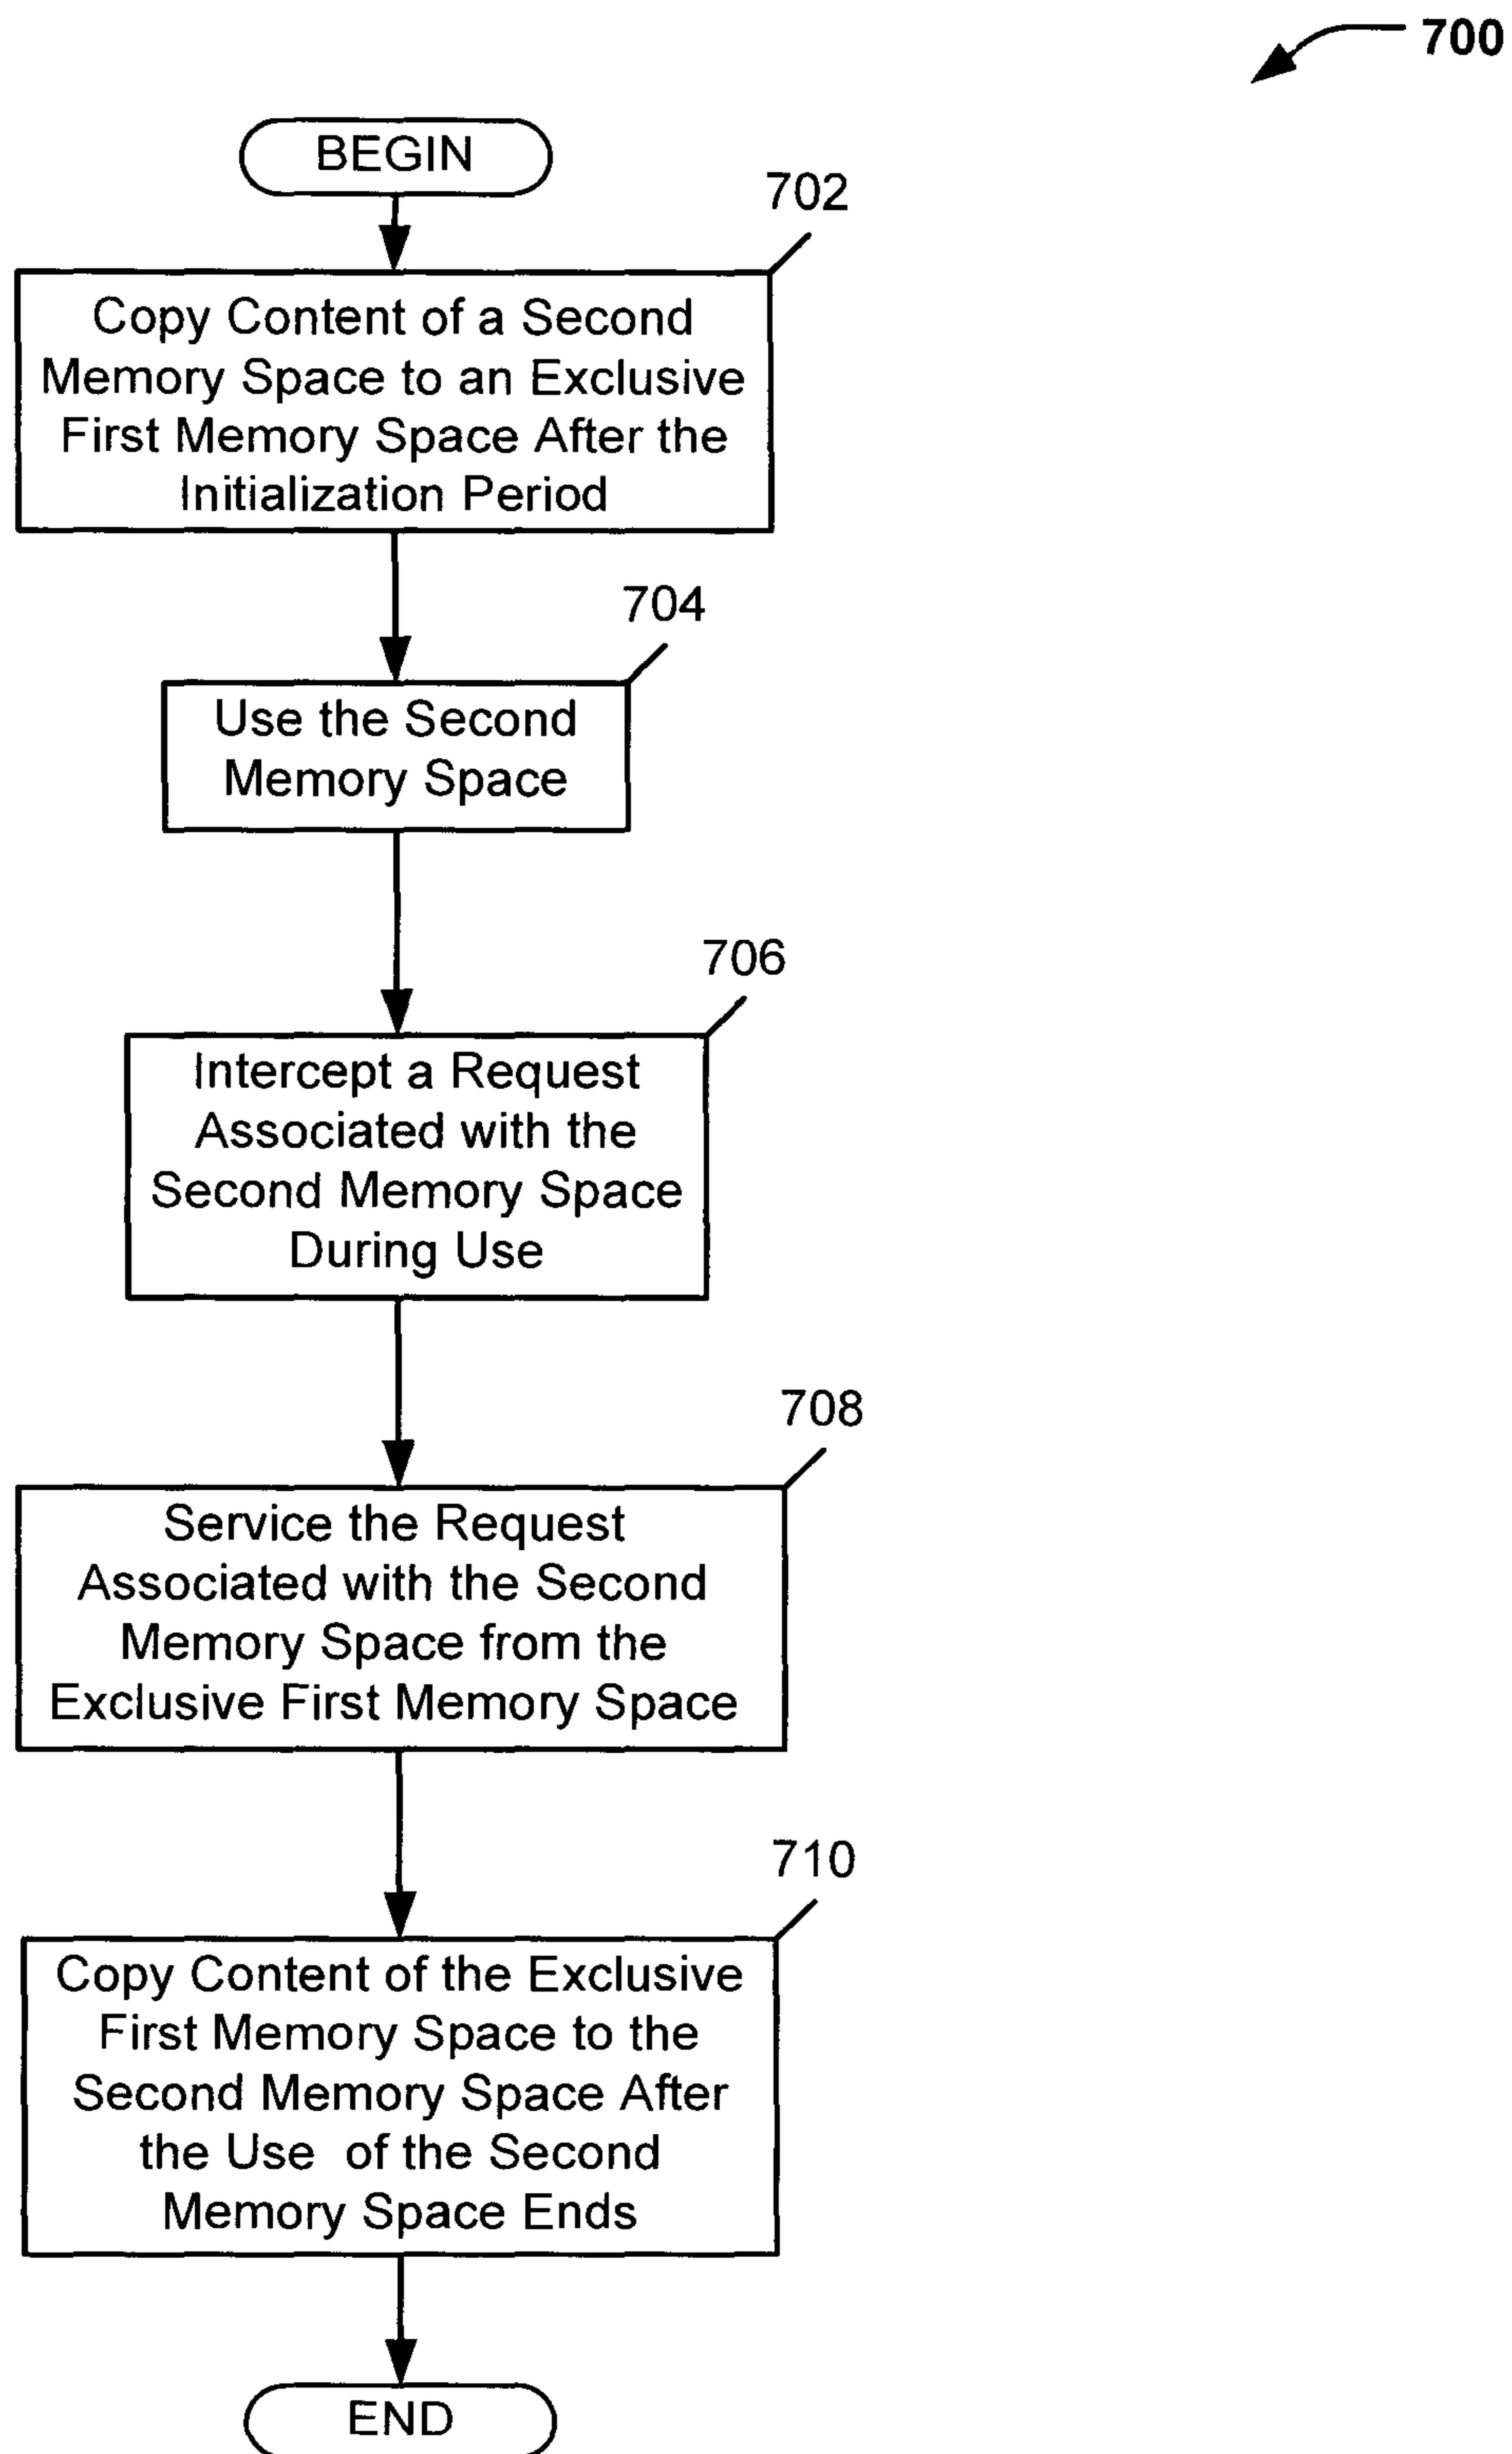 700
BEGIN
702
Copy Content of a Second
Memory Space to an Exclusive
First Memory Space After the
Initialization Period
704
Use the Second
Memory Space
706
Intercept a Request
Associated with the
Second Memory Space
During Use
708
Service the Request
Associated with the Second
Memory Space from the
Exclusive First Memory Space
710
Copy Content of the Exclusive
First Memory Space to the
Second Memory Space After
the Use of the Second
Memory Space Ends
END